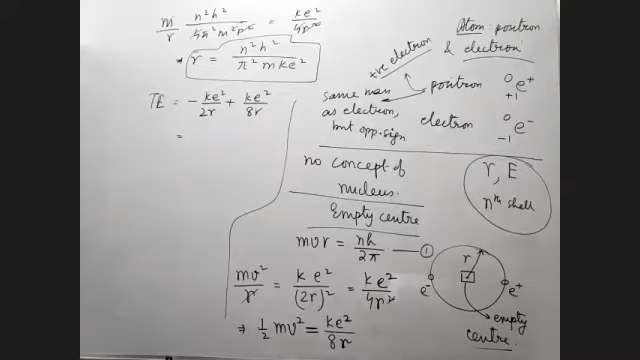 m/r n²h²/4π²m²r² = ke²/4r²
* r = n²h²/π²mke²
TE = - ke²/2r + ke²/8r
=
Atom: positron
& electron
+ve electron
same mass
as electron,
but opp. sign
positron ⁰₊₁e⁺
electron ⁰₋₁e⁻
no concept of
nucleus.
Empty centre
r, E
nth shell
mvr = nh/2π — ①
mv²/r = ke²/(2r)² = ke²/4r²
⇒ ½ mv² = ke²/8r
r
e⁻
e⁺
empty
centre.